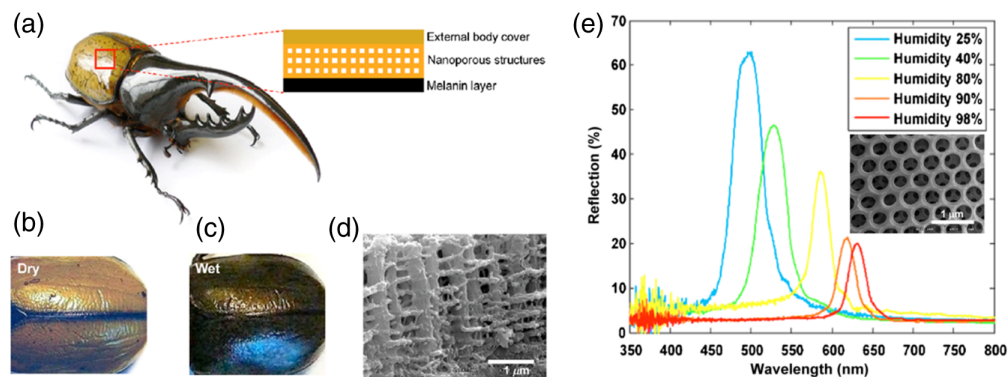 (a)
External body cover
Nanoporous structures
Melanin layer
(b)
Dry
(c)
Wet
(d)
1 μm
(e)
70
60
50
40
30
20
10
0
Reflection (%)
350 400 450 500 550 600 650 700 750 800
Wavelength (nm)
Humidity 25%
Humidity 40%
Humidity 80%
Humidity 90%
Humidity 98%
1 μm